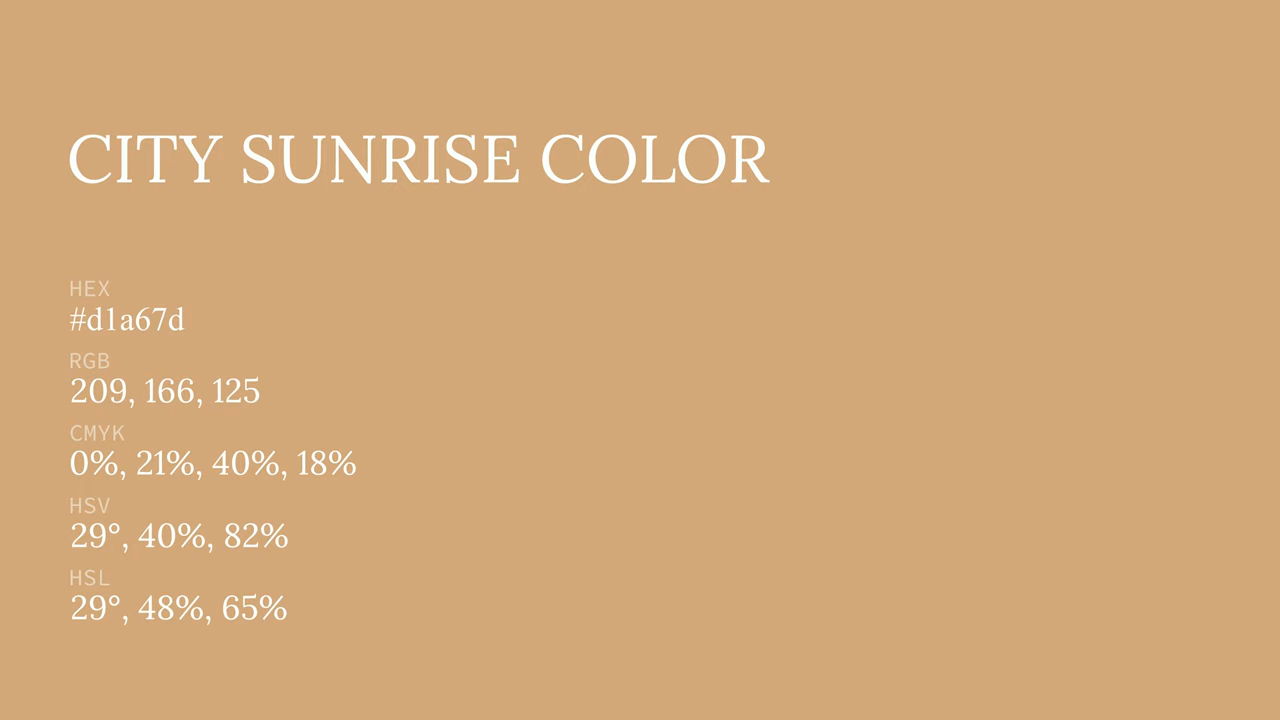 CITY SUNRISE COLOR
HEX
#d1a67d
RGB
209, 166, 125
CMYK
0%, 21%, 40%, 18%
HSV
29°, 40%, 82%
HSL
29°, 48%, 65%